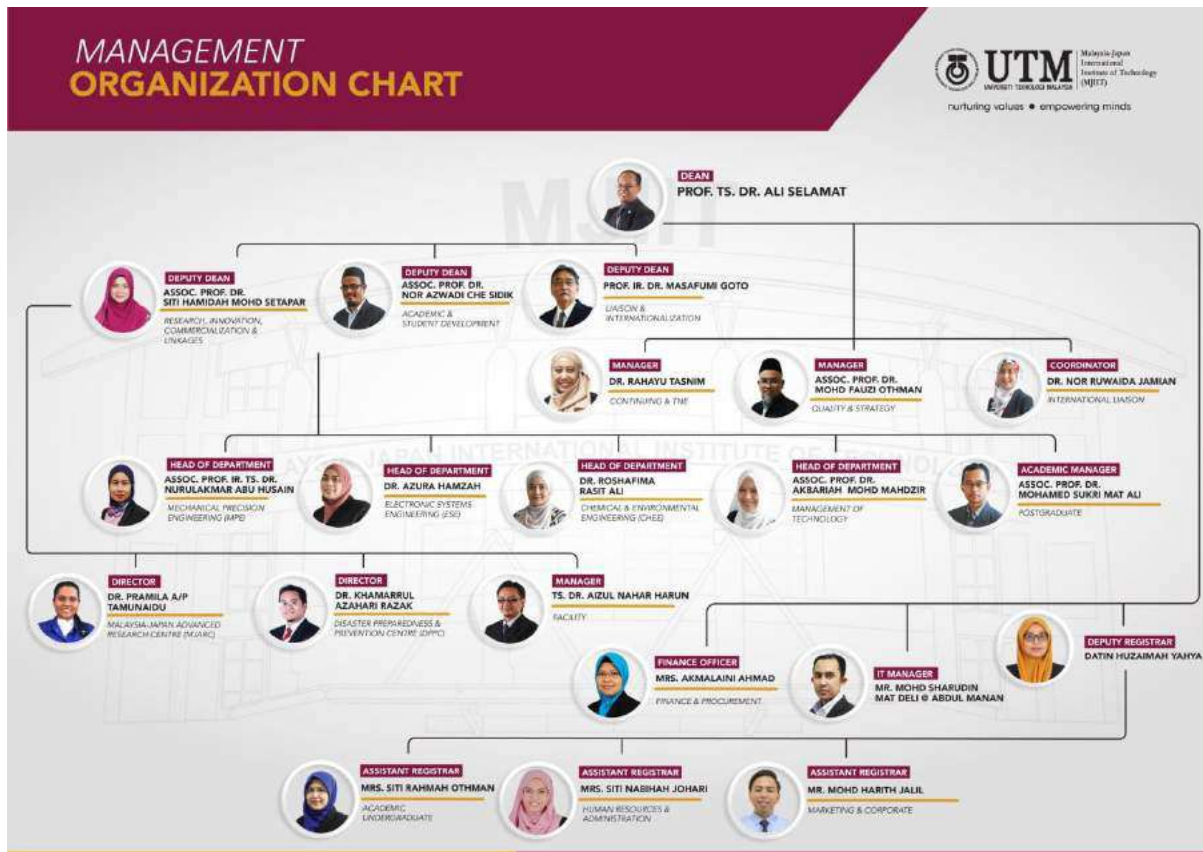 MANAGEMENT
ORGANIZATION CHART
UTM
UNIVERSITI TEKNOLOGI MALAYSIA
Malaysia-Japan
International
Institute of Technology
(MJIIT)
nurturing values • empowering minds
DEAN
PROF. TS. DR. ALI SELAMAT
DEPUTY DEAN
ASSOC. PROF. DR.
SITI HAMIDAH MOHD SETAPAR
RESEARCH, INNOVATION,
COMMERCIALIZATION &
LINKAGES
DEPUTY DEAN
ASSOC. PROF. DR.
NOR AZWADI CHE SIDIK
ACADEMIC &
STUDENT DEVELOPMENT
DEPUTY DEAN
PROF. IR. DR. MASAFUMI GOTO
LIAISON &
INTERNATIONALIZATION
MANAGER
DR. RAHAYU TASNIM
CONTINUING & TNE
MANAGER
ASSOC. PROF. DR.
MOHD FAUZI OTHMAN
QUALITY & STRATEGY
COORDINATOR
DR. NOR RUWAIDA JAMIAN
INTERNATIONAL LIAISON
HEAD OF DEPARTMENT
ASSOC. PROF. IR. TS. DR.
NURULAKMAR ABU HUSAIN
MECHANICAL PRECISION
ENGINEERING (MPE)
HEAD OF DEPARTMENT
DR. AZURA HAMZAH
ELECTRONIC SYSTEMS
ENGINEERING (ESE)
HEAD OF DEPARTMENT
DR. ROSHAFIMA
RASIT ALI
CHEMICAL & ENVIRONMENTAL
ENGINEERING (CHEE)
HEAD OF DEPARTMENT
ASSOC. PROF. DR.
AKBARIAH MOHD MAHDZIR
MANAGEMENT OF
TECHNOLOGY
ACADEMIC MANAGER
ASSOC. PROF. DR.
MOHAMED SUKRI MAT ALI
POSTGRADUATE
DIRECTOR
DR. PRAMILA A/P
TAMUNAIDU
MALAYSIA-JAPAN ADVANCED
RESEARCH CENTRE (MJARC)
DIRECTOR
DR. KHAMARRUL
AZAHARI RAZAK
DISASTER PREPAREDNESS &
PREVENTION CENTRE (DPPC)
MANAGER
TS. DR. AIZUL NAHAR HARUN
FACILITY
FINANCE OFFICER
MRS. AKMALAINI AHMAD
FINANCE & PROCUREMENT
IT MANAGER
MR. MOHD SHARUDIN
MAT DELI @ ABDUL MANAN
DEPUTY REGISTRAR
DATIN HUZAIMAH YAHYA
ASSISTANT REGISTRAR
MRS. SITI RAHMAH OTHMAN
ACADEMIC
UNDERGRADUATE
ASSISTANT REGISTRAR
MRS. SITI NABIHAH JOHARI
HUMAN RESOURCES &
ADMINISTRATION
ASSISTANT REGISTRAR
MR. MOHD HARITH JALIL
MARKETING & CORPORATE